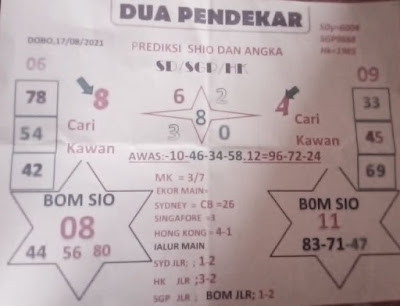 DUA PENDEKAR
DOBO,17/08/2021
PREDIKSI SHIO DAN ANGKA
SD/SGP/HK
SDy=6004
SGP9868
Hk=1985
06
09
78
54
42
8
Cari
Kawan
6 2
8
3 0
4
Cari
Kawan
33
45
69
AWAS:-10-46-34-58.12=96-72-24
BOM SIO
08
44 56 80
MK = 3/7
EKOR MAIN=
SYDNEY = CB =26
SINGAFORE =3
HONG KONG = 4-1
JALUR MAIN
SYD JLR; ; 1-2
HK JLR ;3-2
SGP JLR ; BOM JLR; 1-2
BOM SIO
11
83-71-47